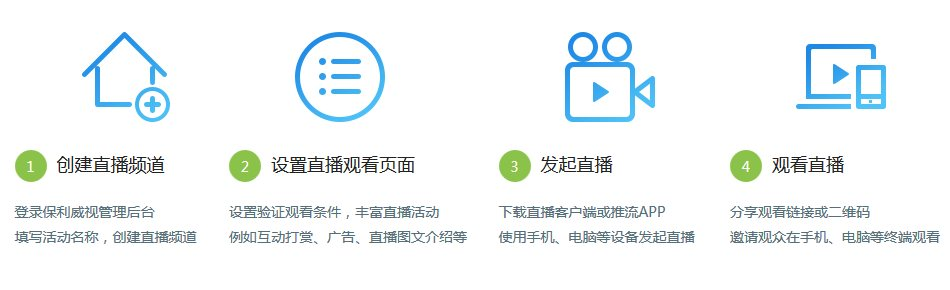 1 创建直播频道
登录保利威视管理后台
填写活动名称，创建直播频道
2 设置直播观看页面
设置验证观看条件，丰富直播活动
例如互动打赏、广告、直播图文介绍等
3 发起直播
下载直播客户端或推流APP
使用手机、电脑等设备发起直播
4 观看直播
分享观看链接或二维码
邀请观众在手机、电脑等终端观看